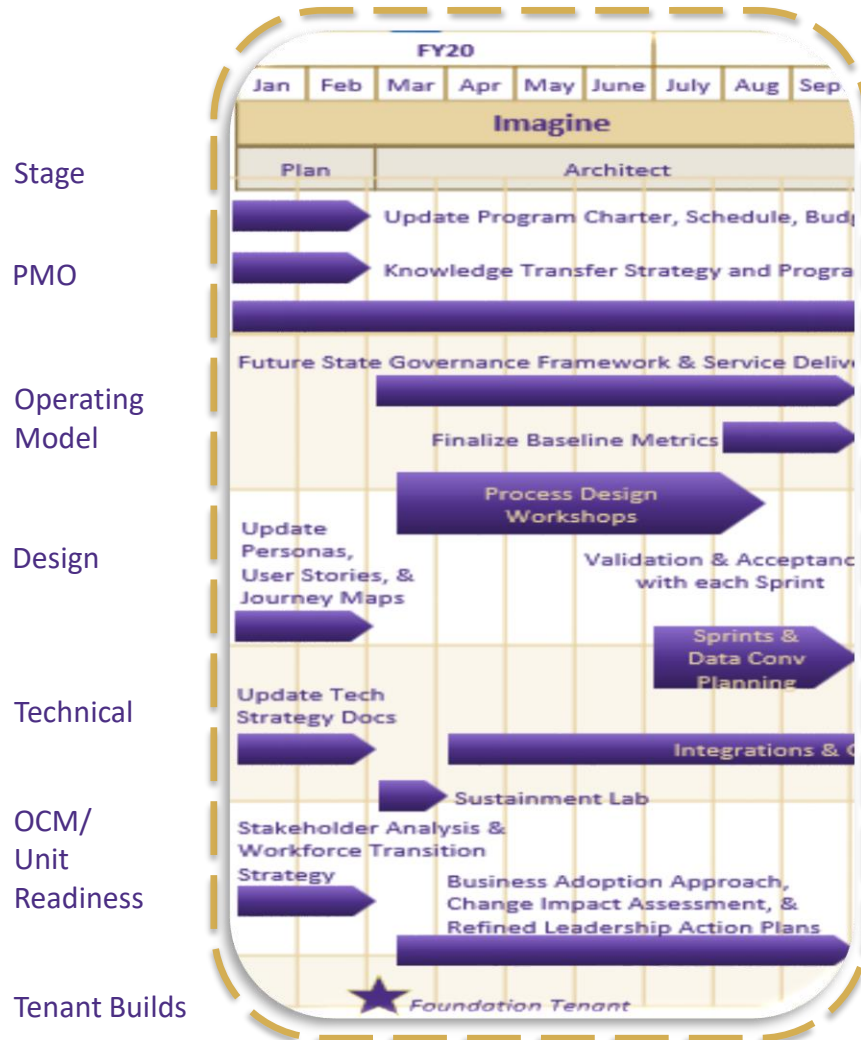 FY20
Jan Feb Mar Apr May June July Aug Sep
Imagine
Stage
Plan Architect
Update Program Charter, Schedule,
PMO
Knowledge Transfer Strategy and
Future State Governance Framework & Service
Operating
Model
Finalize Baseline Metrics
Process Design
Workshops
Design
Update
Personas,
User Stories, &
Journey Maps
Validation &
with each Sprint
Sprints &
Data Conv
Planning
Technical
Update Tech
Strategy Docs
Integrations &
Sustainment Lab
OCM/
Unit
Readiness
Stakeholder Analysis &
Workforce Transition
Strategy
Business Adoption Approach,
Change Impact Assessment, &
Refined Leadership Action Plans
Tenant Builds
Foundation Tenant